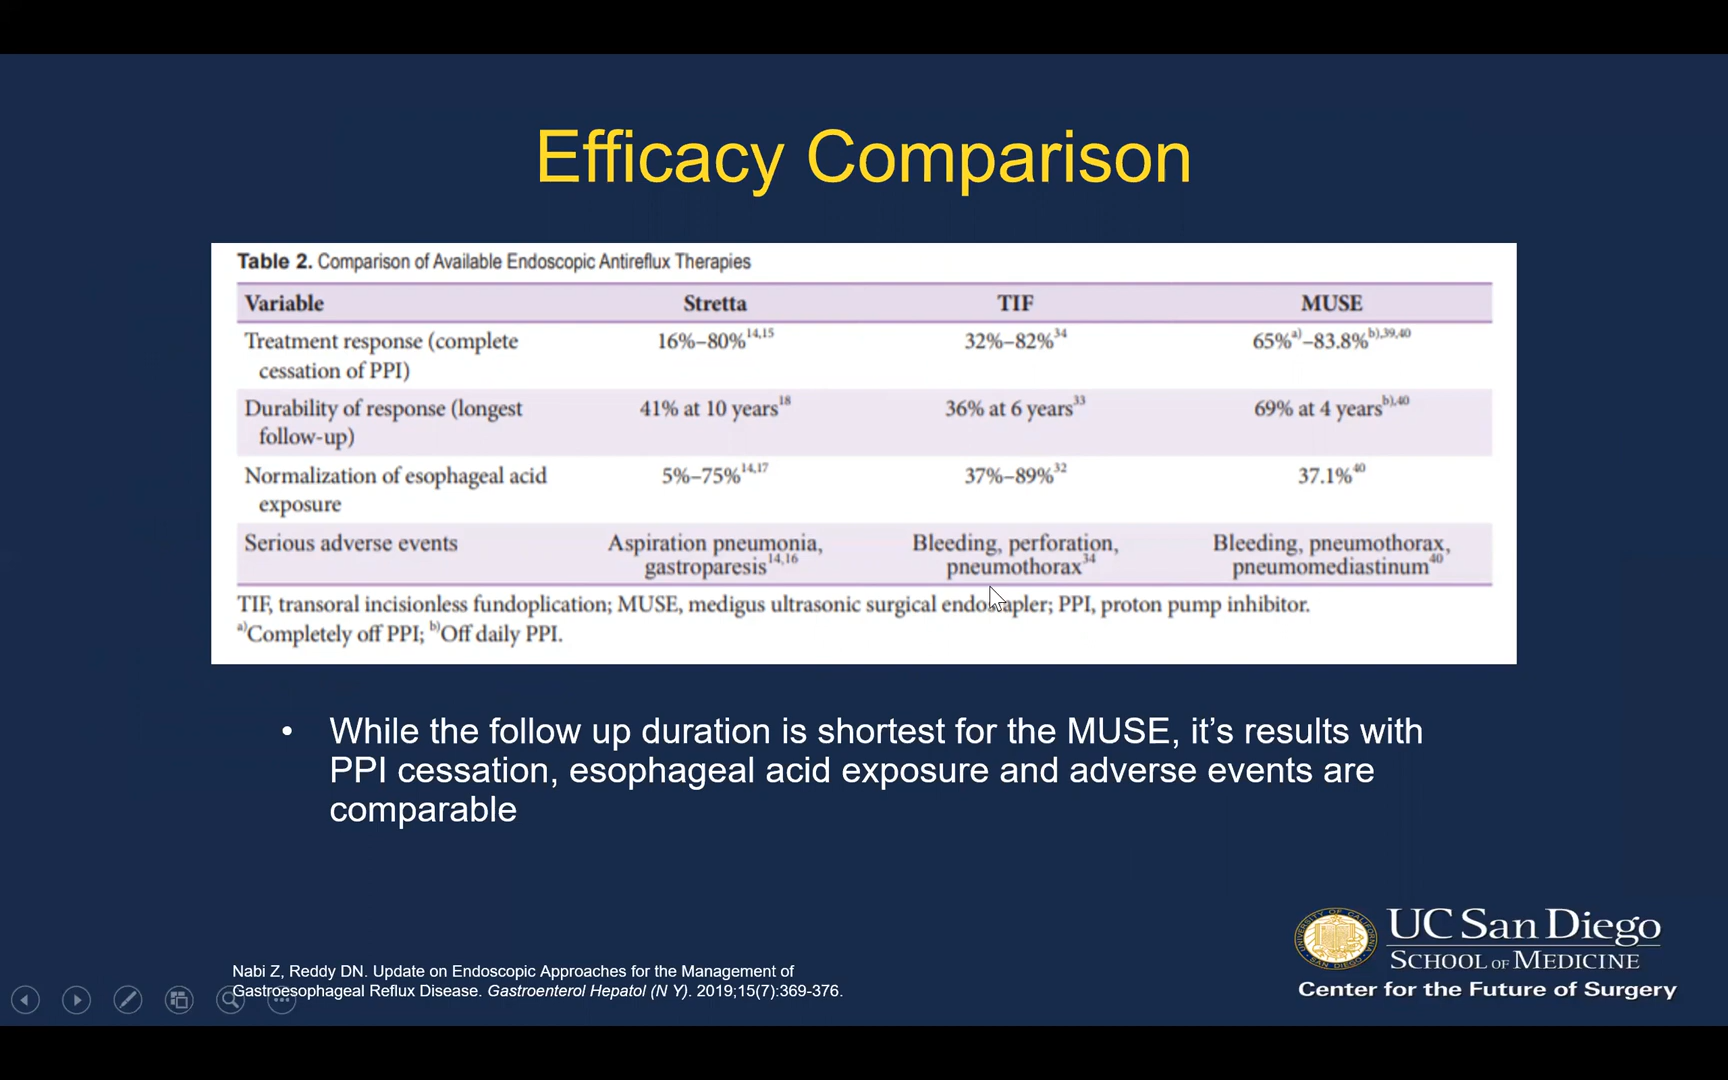 Efficacy Comparison
Table 2. Comparison of Available Endoscopic Antireflux Therapies
Variable Stretta TIF MUSE
Treatment response (complete cessation of PPI) 16%–80%14,15 32%–82%34 65%a)–83.8%b),39,40
Durability of response (longest follow-up) 41% at 10 years18 36% at 6 years33 69% at 4 yearsb),40
Normalization of esophageal acid exposure 5%–75%14,17 37%–89%32 37.1%40
Serious adverse events Aspiration pneumonia, gastroparesis14,16 Bleeding, perforation, pneumothorax34 Bleeding, pneumothorax, pneumomediastinum40
TIF, transoral incisionless fundoplication; MUSE, medigus ultrasonic surgical endostapler; PPI, proton pump inhibitor.
a)Completely off PPI; b)Off daily PPI.
• While the follow up duration is shortest for the MUSE, it’s results with
PPI cessation, esophageal acid exposure and adverse events are
comparable
Nabi Z, Reddy DN. Update on Endoscopic Approaches for the Management of
Gastroesophageal Reflux Disease. Gastroenterol Hepatol (N Y). 2019;15(7):369-376.
UC San Diego
SCHOOL OF MEDICINE
Center for the Future of Surgery